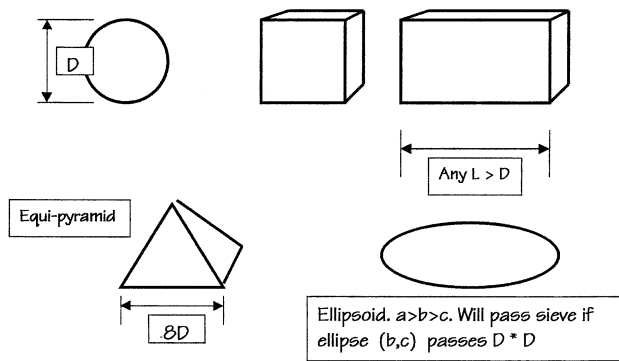 D
Any L > D
Equi-pyramid
.8D
Ellipsoid. a>b>c. Will pass sieve if
ellipse (b,c) passes D * D